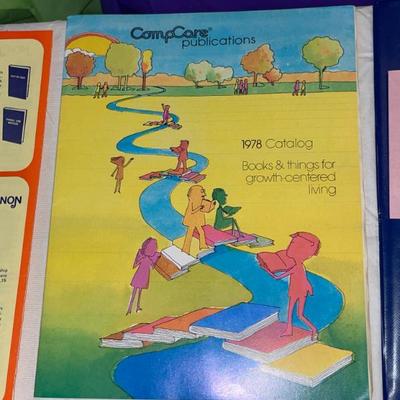 CompCare®
publications
1978 Catalog
Books & things for
growth-centered
living
NON